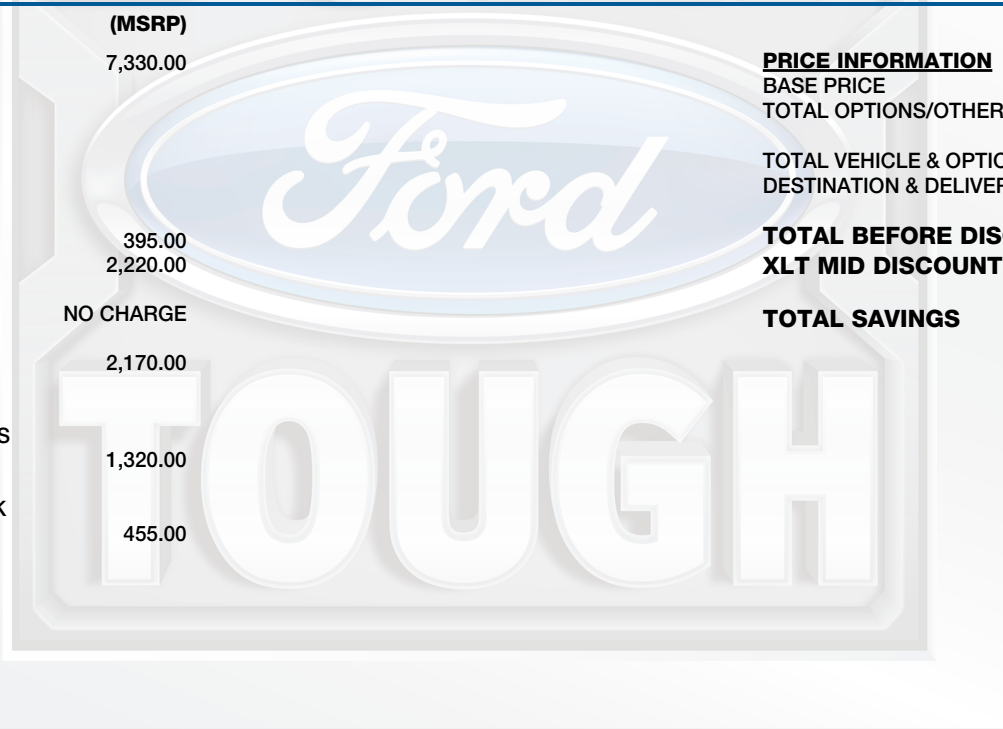 (MSRP)
7,330.00
395.00
2,220.00
NO CHARGE
2,170.00
S
1,320.00
K
455.00
PRICE INFORMATION
BASE PRICE
TOTAL OPTIONS/OTHER
TOTAL VEHICLE & OPTIO
DESTINATION & DELIVER
TOTAL BEFORE DIS
XLT MID DISCOUNT
TOTAL SAVINGS
Ford
TOUGH